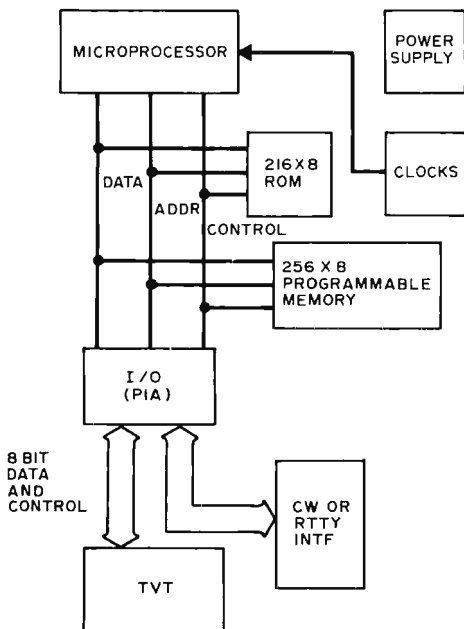 MICROPROCESSOR
POWER
SUPPLY
216X8
ROM
CLOCKS
DATA
ADDR
CONTROL
256 X 8
PROGRAMMABLE
MEMORY
I/O
(PIA)
8 BIT
DATA
AND
CONTROL
CW OR
RTTY
INTF
TVT